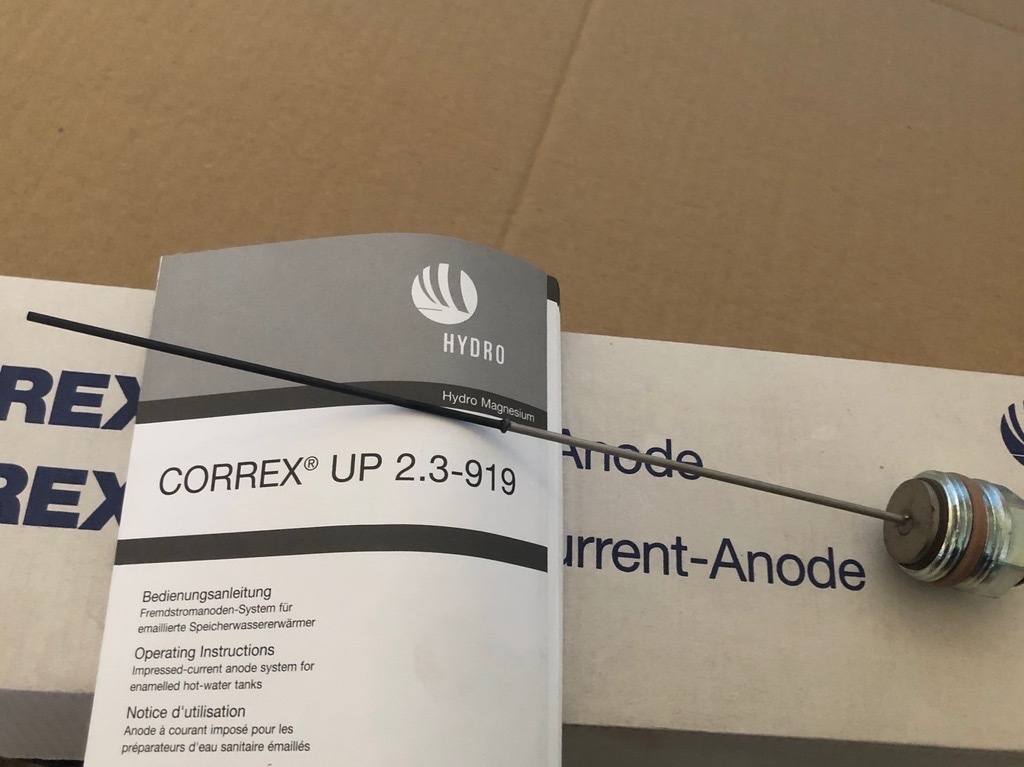 HYDRO
Hydro Magnesium
CORREX® UP 2.3-919
Bedienungsanleitung
Fremdstromanoden-System für
emaillierte Speicherwassererwärmer
Operating Instructions
Impressed-current anode system for
enamelled hot-water tanks
Notice d'utilisation
Anode à courant imposé pour les
préparateurs d'eau sanitaire émaillés
RREX
REX
Anode
urrent-Anode